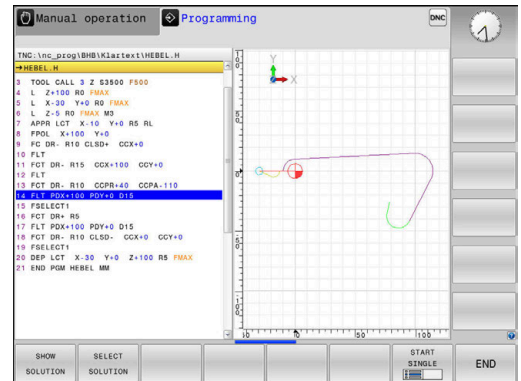 Manual operation
Programming
DNC
TNC:\nc_prog\BHB\Klartext\HEBEL.H
→HEBEL.H
3 TOOL CALL 3 Z S3500 F500
4 L Z+100 R0 FMAX
5 L X-30 Y+0 R0 FMAX
6 L Z-5 R0 FMAX M3
7 APPR LCT X-10 Y+0 R5 RL
8 FPOL X+100 Y+0
9 FC DR- R10 CLSD+ CCX+0
10 FLT
11 FCT DR- R15 CCX+100 CCY+0
12 FLT
13 FCT DR- R10 CCPR+40 CCPA-110
14 FLT PDX+100 PDY+0 D15
15 FSELECT1
16 FCT DR+ R5
17 FLT PDX+100 PDY+0 D15
18 FCT DR- R10 CLSD- CCX+0 CCY+0
19 FSELECT1
20 DEP LCT X-30 Y+0 Z+100 R5 FMAX
21 END PGM HEBEL MM
Y
X
0
50
100
SHOW SOLUTION
SELECT SOLUTION
START SINGLE
END